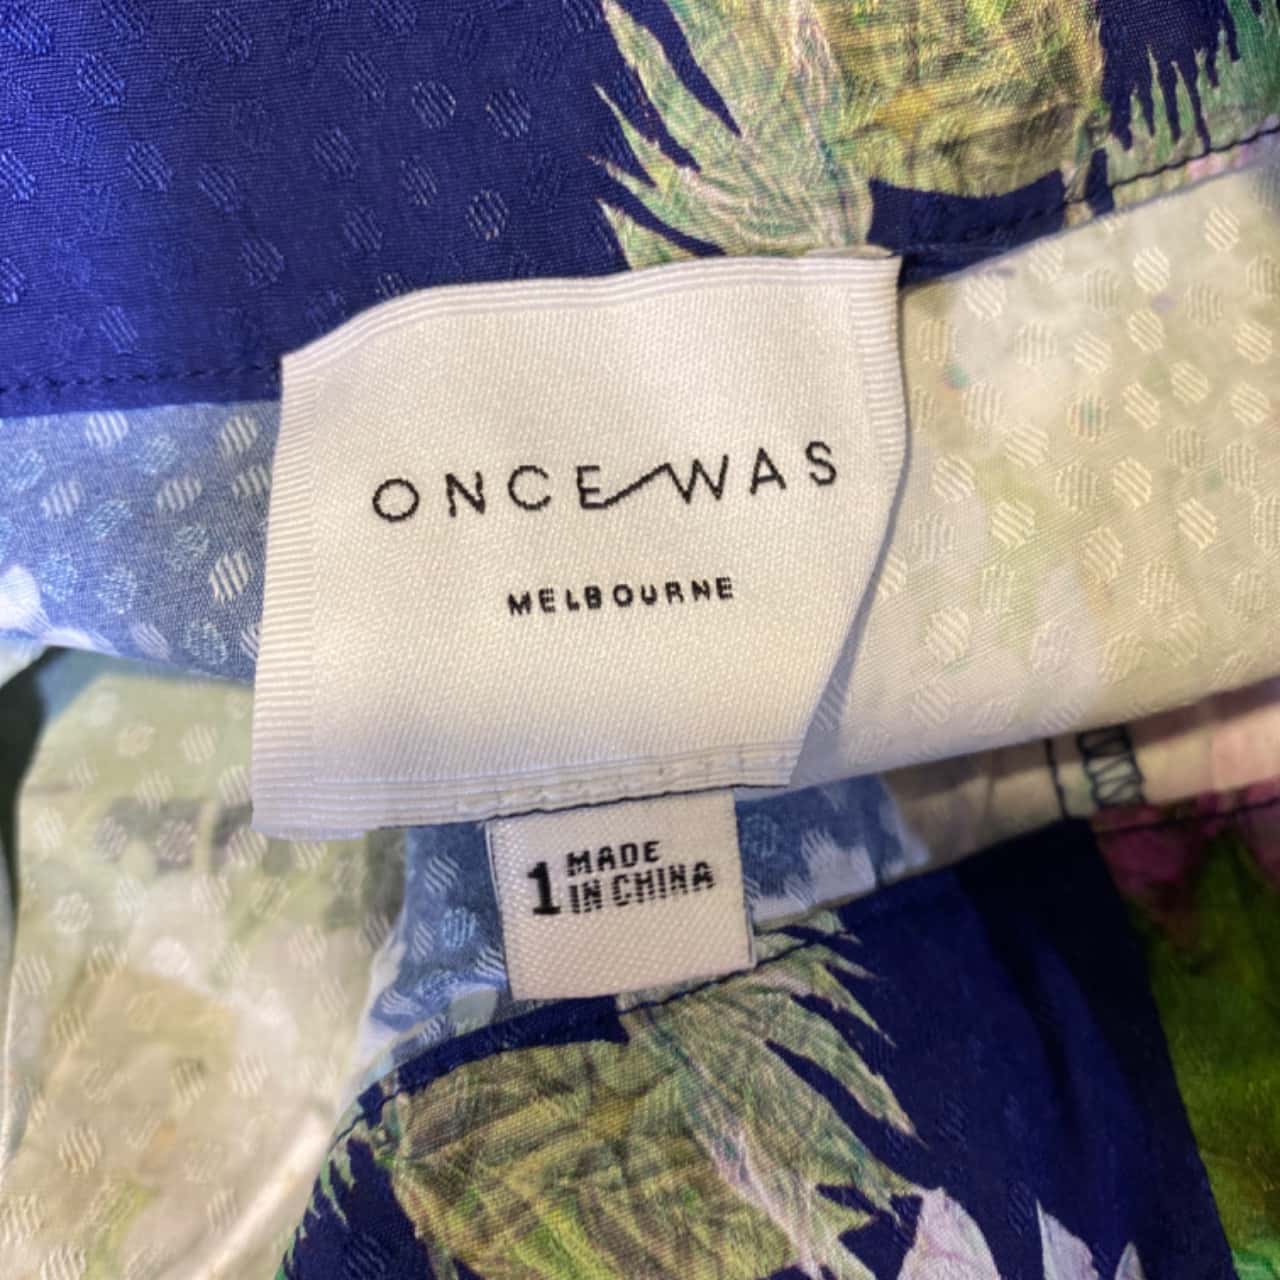 ONCE WAS
MELBOURNE
1 MADE
IN CHINA